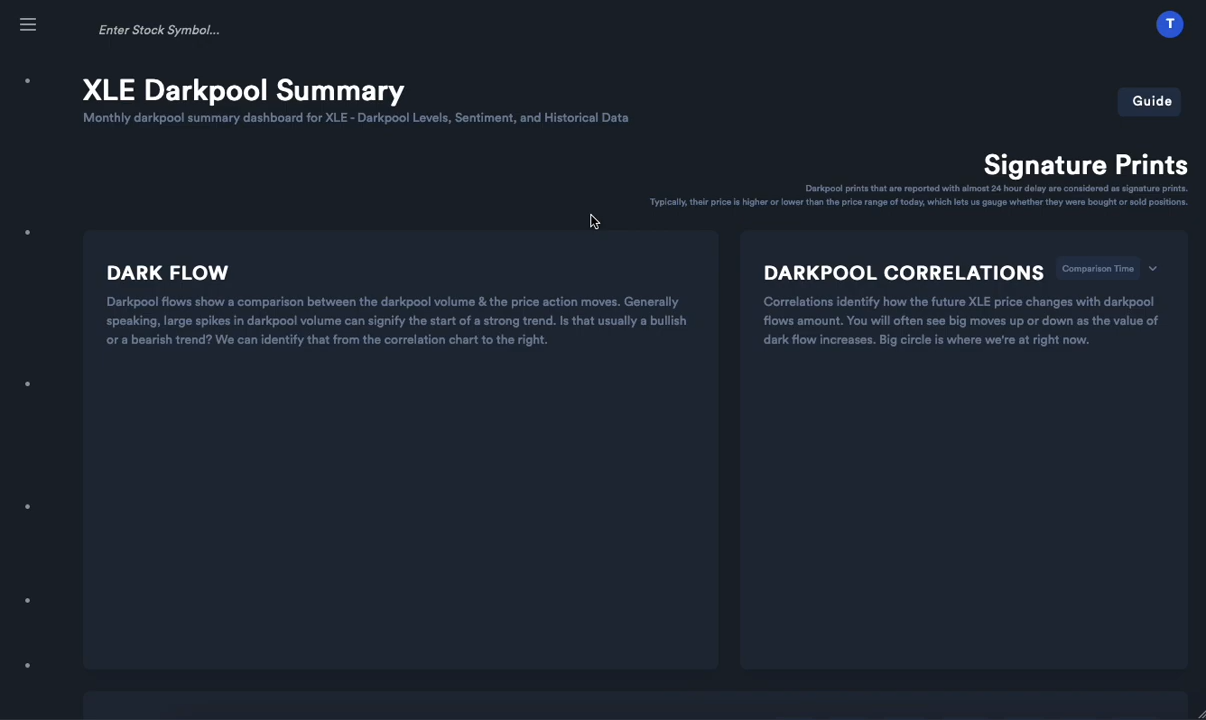 Enter Stock Symbol...
T
XLE Darkpool Summary
Monthly darkpool summary dashboard for XLE - Darkpool Levels, Sentiment, and Historical Data
Guide
Signature Prints
Darkpool prints that are reported with almost 24 hour delay are considered as signature prints.
Typically, their price is higher or lower than the price range of today, which lets us gauge whether they were bought or sold positions.
DARK FLOW
Darkpool flows show a comparison between the darkpool volume & the price action moves. Generally
speaking, large spikes in darkpool volume can signify the start of a strong trend. Is that usually a bullish
or a bearish trend? We can identify that from the correlation chart to the right.
DARKPOOL CORRELATIONS
Comparison Time
Correlations identify how the future XLE price changes with darkpool
flows amount. You will often see big moves up or down as the value of
dark flow increases. Big circle is where we're at right now.